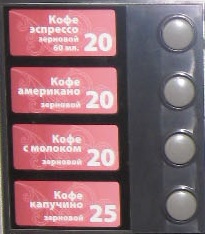 Кофе
эспрессо
зерновой
60 мл. 20
Кофе
американо
зерновой 20
Кофе
с молоком
зерновой 20
Кофе
капучино
зерновой 25